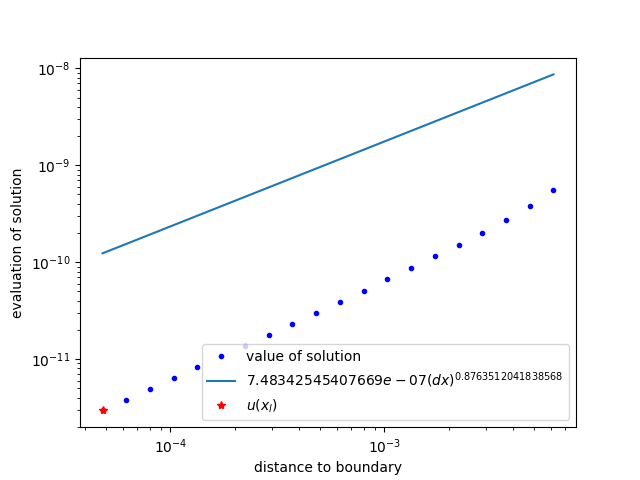 10⁻⁸
10⁻⁹
10⁻¹⁰
10⁻¹¹
evaluation of solution
value of solution
7.48342545407669e − 07(dx)^0.8763512041838568
u(x_l)
10⁻⁴
10⁻³
distance to boundary